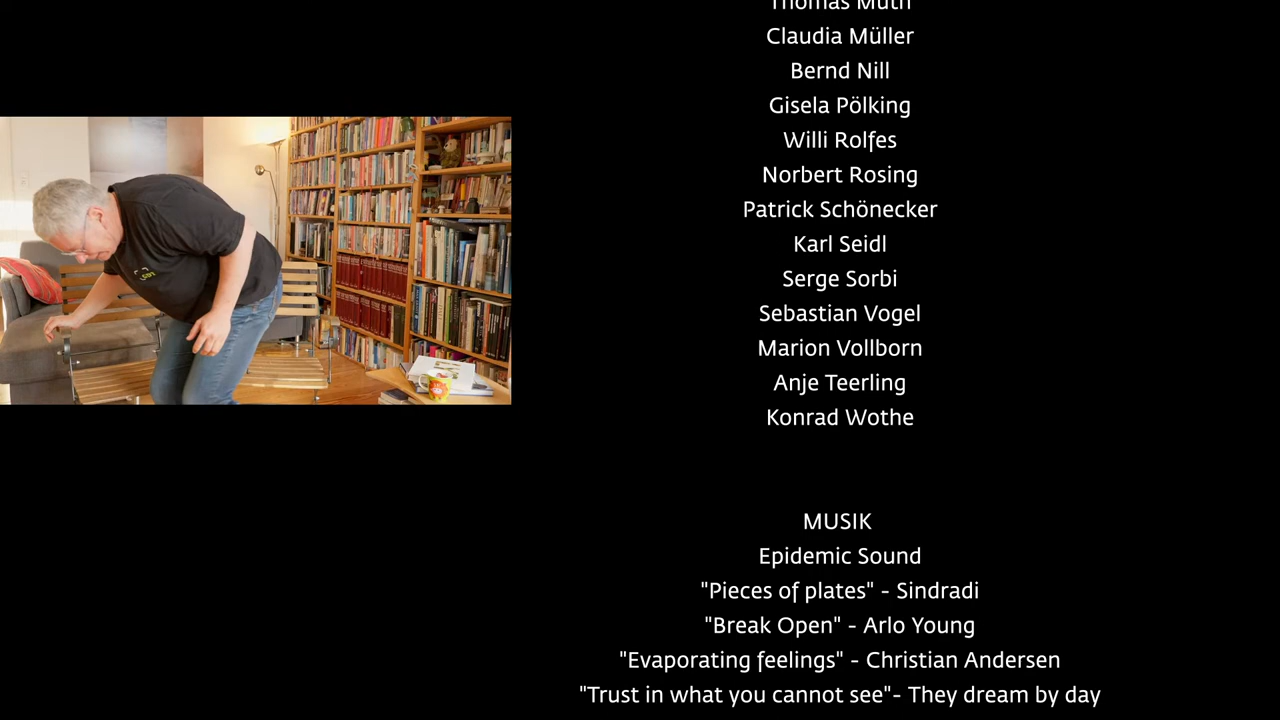 Thomas Muth
Claudia Müller
Bernd Nill
Gisela Pölking
Willi Rolfes
Norbert Rosing
Patrick Schönecker
Karl Seidl
Serge Sorbi
Sebastian Vogel
Marion Vollborn
Anje Teerling
Konrad Wothe
MUSIK
Epidemic Sound
"Pieces of plates" - Sindradi
"Break Open" - Arlo Young
"Evaporating feelings" - Christian Andersen
"Trust in what you cannot see"- They dream by day